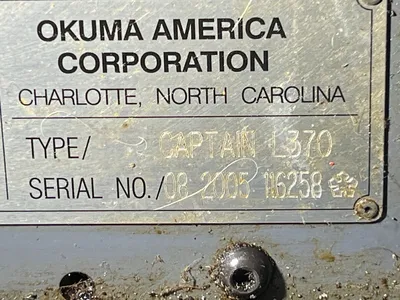 OKUMA AMERICA
CORPORATION
CHARLOTTE, NORTH CAROLINA
TYPE/ CAPTAIN L370
SERIAL NO./08 2005 116258